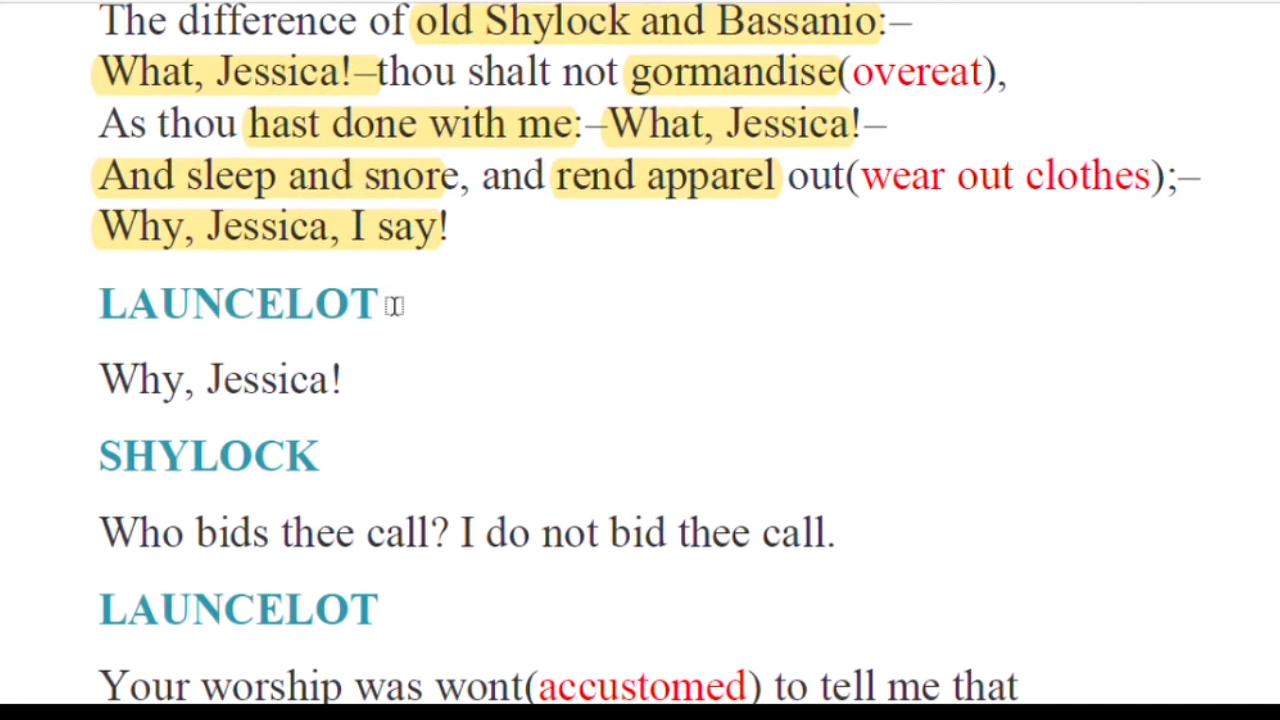 The difference of old Shylock and Bassanio:–
What, Jessica!–thou shalt not gormandise(overeat),
As thou hast done with me:–What, Jessica!–
And sleep and snore, and rend apparel out(wear out clothes);–
Why, Jessica, I say!
LAUNCELOT
Why, Jessica!
SHYLOCK
Who bids thee call? I do not bid thee call.
LAUNCELOT
Your worship was wont(accustomed) to tell me that